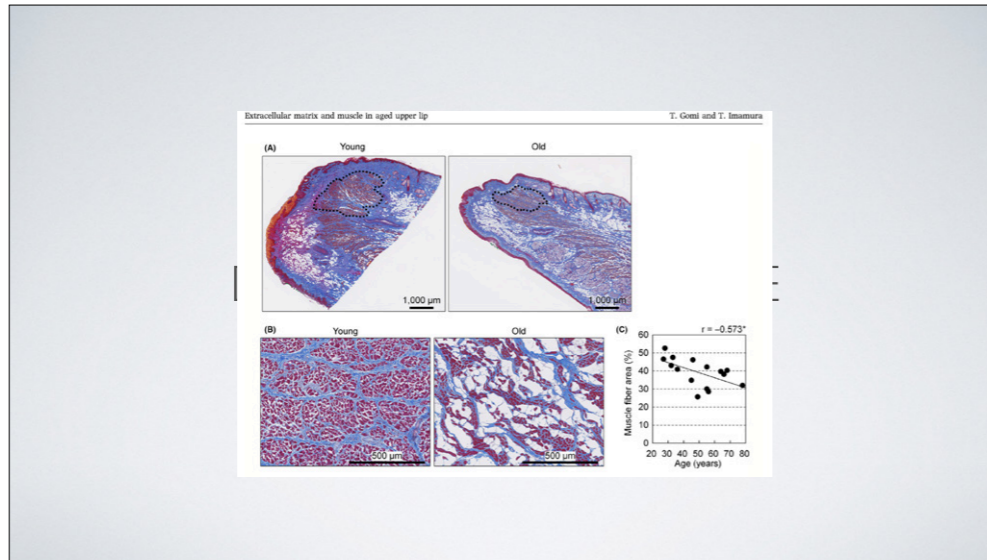 Extracellular matrix and muscle in aged upper lip T. Gomi and T. Imamura
(A) Young Old
1,000 µm 1,000 µm
(B) Young Old (C) r = –0.573*
500 µm 500 µm
Muscle fiber area (%)
60
50
40
30
20
10
0
20 30 40 50 60 70 80
Age (years)